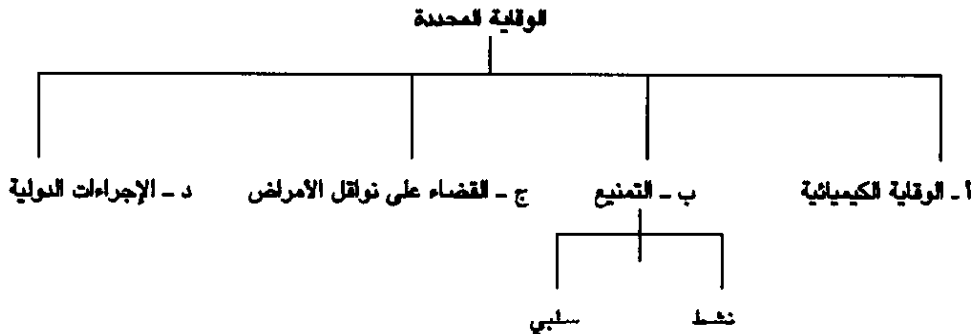 الوقاية المحددة
أ ـ الوقاية الكيميائية ب ـ التمنيع ج ـ القضاء على نواقل الأمراض د ـ الإجراءات الدولية
نشط سلبي